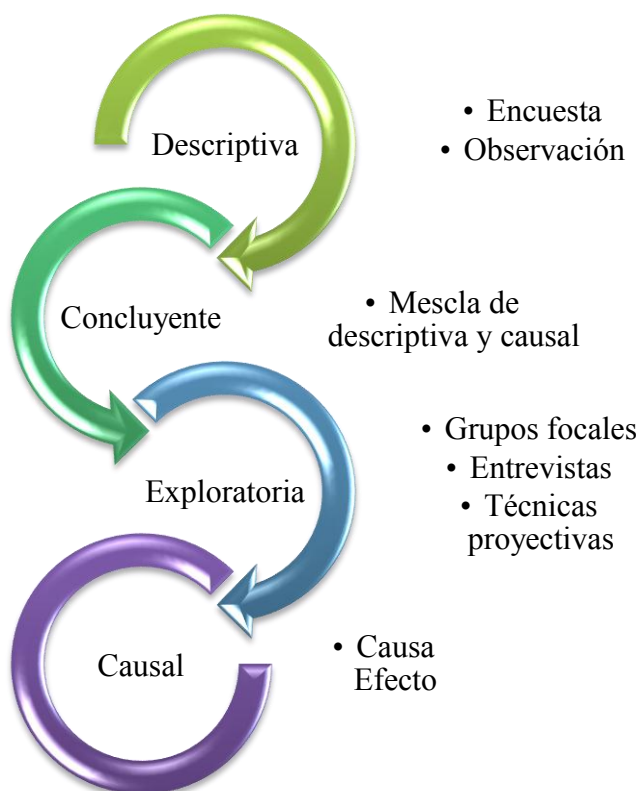 Descriptiva
• Encuesta
• Observación
Concluyente
• Mescla de
descriptiva y causal
Exploratoria
• Grupos focales
• Entrevistas
• Técnicas
proyectivas
Causal
• Causa
Efecto